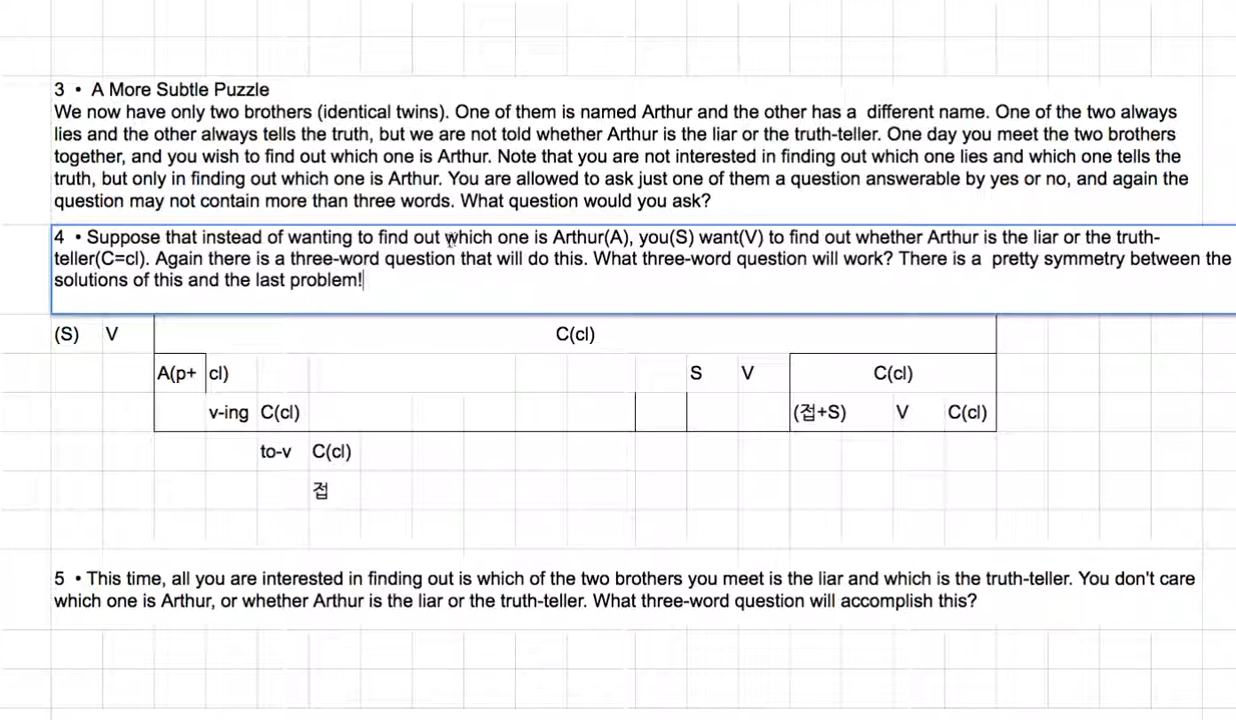 3 • A More Subtle Puzzle
We now have only two brothers (identical twins). One of them is named Arthur and the other has a different name. One of the two always
lies and the other always tells the truth, but we are not told whether Arthur is the liar or the truth-teller. One day you meet the two brothers
together, and you wish to find out which one is Arthur. Note that you are not interested in finding out which one lies and which one tells the
truth, but only in finding out which one is Arthur. You are allowed to ask just one of them a question answerable by yes or no, and again the
question may not contain more than three words. What question would you ask?
4 • Suppose that instead of wanting to find out which one is Arthur(A), you(S) want(V) to find out whether Arthur is the liar or the truth-
teller(C=cl). Again there is a three-word question that will do this. What three-word question will work? There is a pretty symmetry between the
solutions of this and the last problem!
(S) V C(cl)
A(p+ cl) S V C(cl)
v-ing C(cl) (접+S) V C(cl)
to-v C(cl)
접
5 • This time, all you are interested in finding out is which of the two brothers you meet is the liar and which is the truth-teller. You don't care
which one is Arthur, or whether Arthur is the liar or the truth-teller. What three-word question will accomplish this?